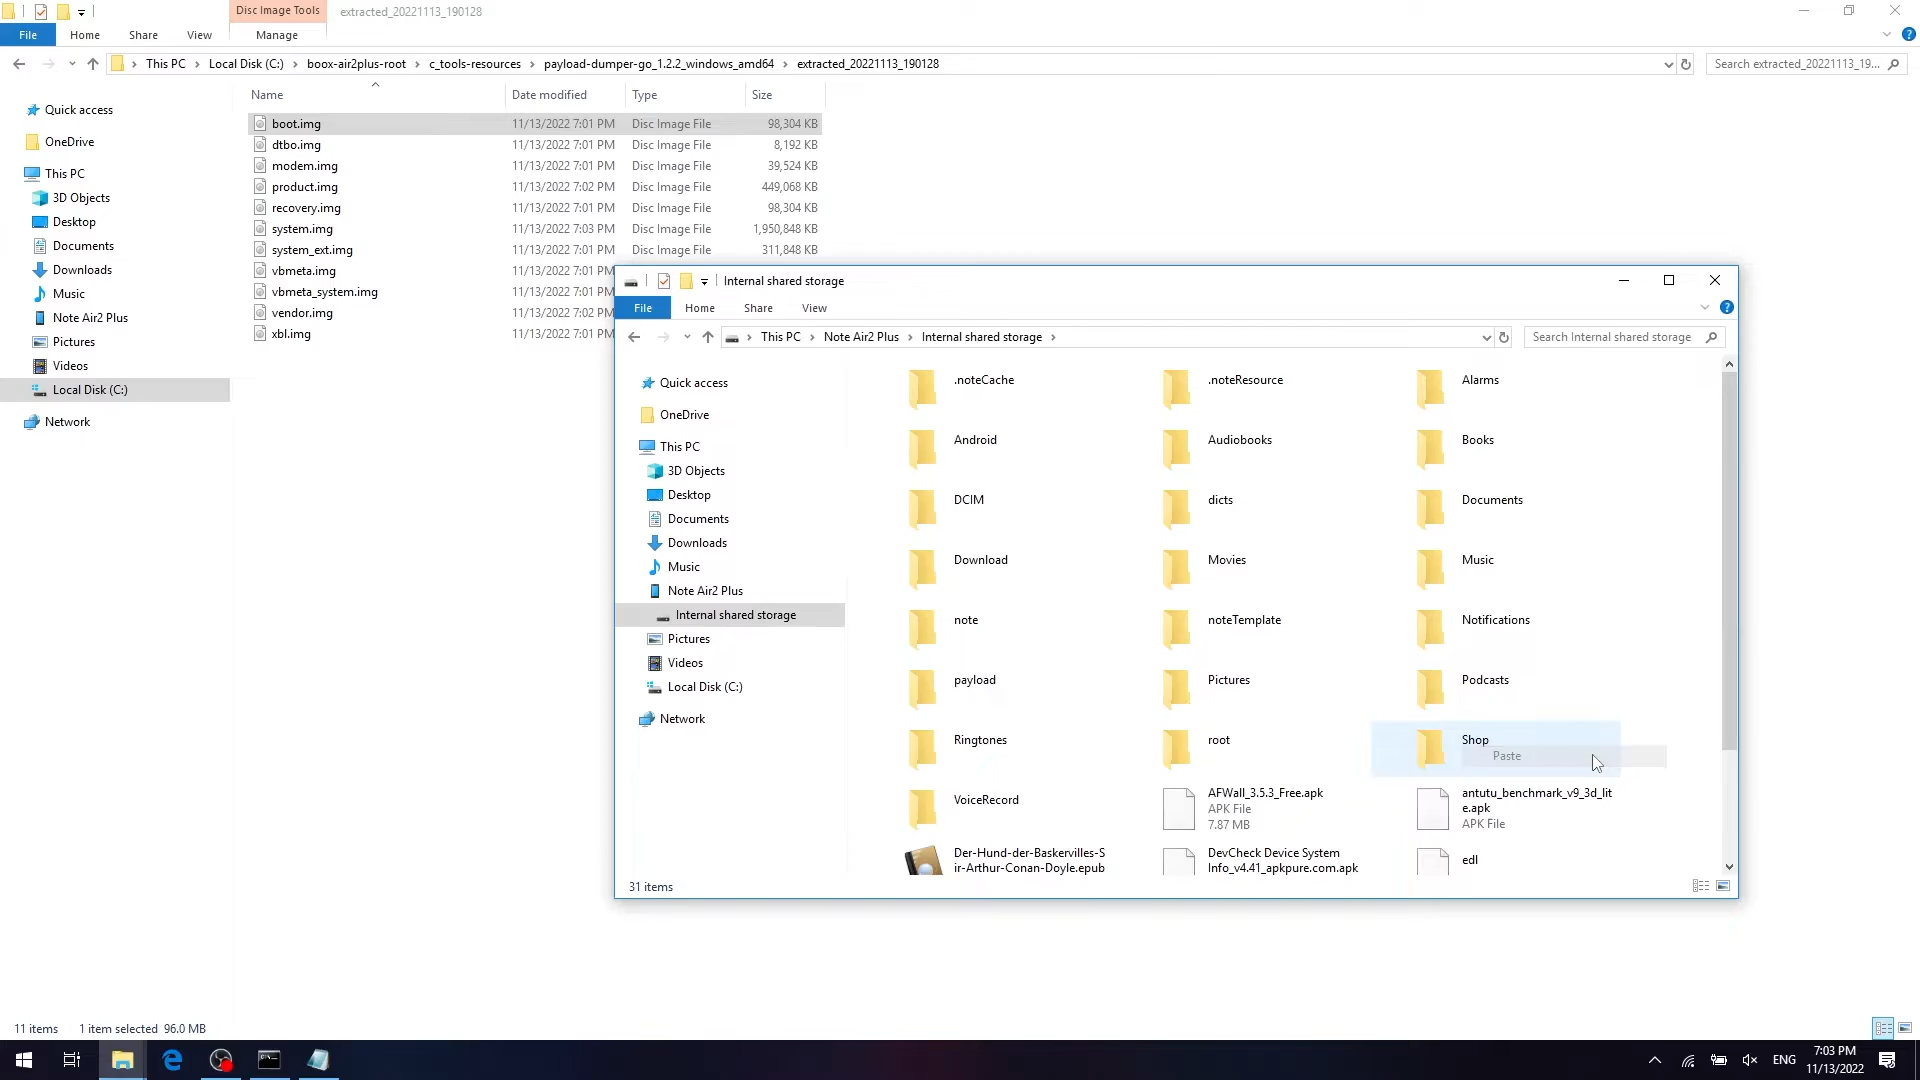 Disc Image Tools
extracted_20221113_190128
File
Home
Share
View
Manage
This PC
Local Disk (C:)
boox-air2plus-root
c_tools-resources
payload-dumper-go_1.2.2_windows_amd64
extracted_20221113_190128
Search extracted_20221113_19...
Name
Date modified
Type
Size
Quick access
OneDrive
This PC
3D Objects
Desktop
Documents
Downloads
Music
Note Air2 Plus
Pictures
Videos
Local Disk (C:)
Network
boot.img 11/13/2022 7:01 PM Disc Image File 98,304 KB
dtbo.img 11/13/2022 7:01 PM Disc Image File 8,192 KB
modem.img 11/13/2022 7:01 PM Disc Image File 39,524 KB
product.img 11/13/2022 7:02 PM Disc Image File 449,068 KB
recovery.img 11/13/2022 7:01 PM Disc Image File 98,304 KB
system.img 11/13/2022 7:03 PM Disc Image File 1,950,848 KB
system_ext.img 11/13/2022 7:01 PM Disc Image File 311,848 KB
vbmeta.img 11/13/2022 7:01 PM
vbmeta_system.img 11/13/2022 7:01 PM
vendor.img 11/13/2022 7:02 PM
xbl.img 11/13/2022 7:01 PM
Internal shared storage
File
Home
Share
View
This PC
Note Air2 Plus
Internal shared storage
Search Internal shared storage
Quick access
OneDrive
This PC
3D Objects
Desktop
Documents
Downloads
Music
Note Air2 Plus
Internal shared storage
Pictures
Videos
Local Disk (C:)
Network
.noteCache
.noteResource
Alarms
Android
Audiobooks
Books
DCIM
dicts
Documents
Download
Movies
Music
note
noteTemplate
Notifications
payload
Pictures
Podcasts
Ringtones
root
Shop
Paste
VoiceRecord
AFWall_3.5.3_Free.apk
APK File
7.87 MB
antutu_benchmark_v9_3d_lit
e.apk
APK File
Der-Hund-der-Baskervilles-S
ir-Arthur-Conan-Doyle.epub
DevCheck Device System
Info_v4.41_apkpure.com.apk
edl
31 items
11 items
1 item selected 96.0 MB
ENG
7:03 PM
11/13/2022